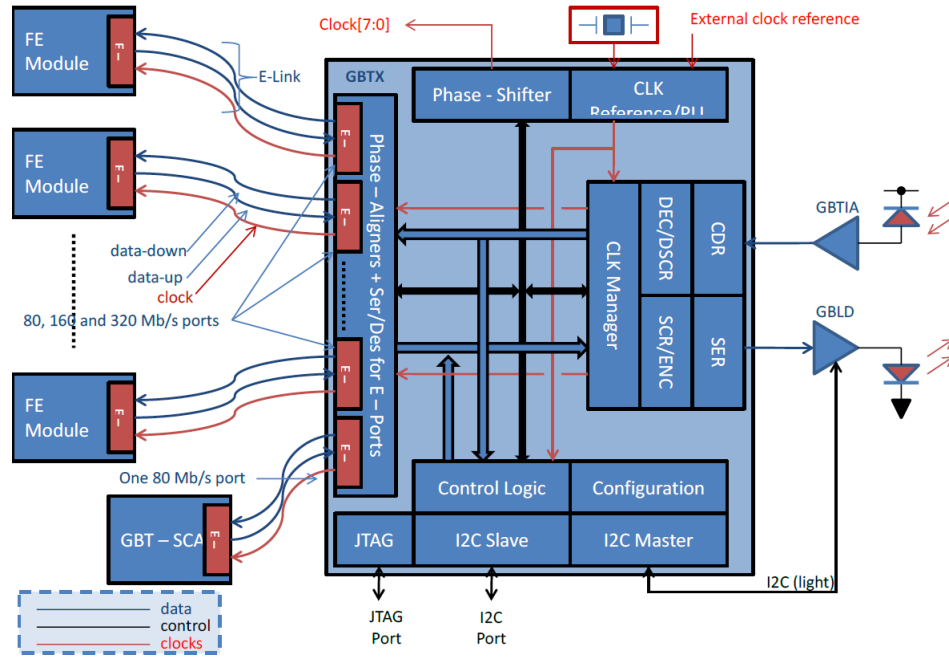 Clock[7:0]
External clock reference
FE
Module
E –
E-Link
GBTX
Phase - Shifter
CLK
Reference/PLL
E –
FE
Module
E –
E –
Phase – Aligners + Ser/Des for E – Ports
CLK Manager
DEC/DSCR
CDR
GBTIA
data-down
data-up
clock
80, 160 and 320 Mb/s ports
SCR/ENC
SER
GBLD
FE
Module
E –
E –
E –
One 80 Mb/s port
Control Logic
Configuration
GBT – SCA
E –
JTAG
I2C Slave
I2C Master
I2C (light)
data
control
clocks
JTAG
Port
I2C
Port